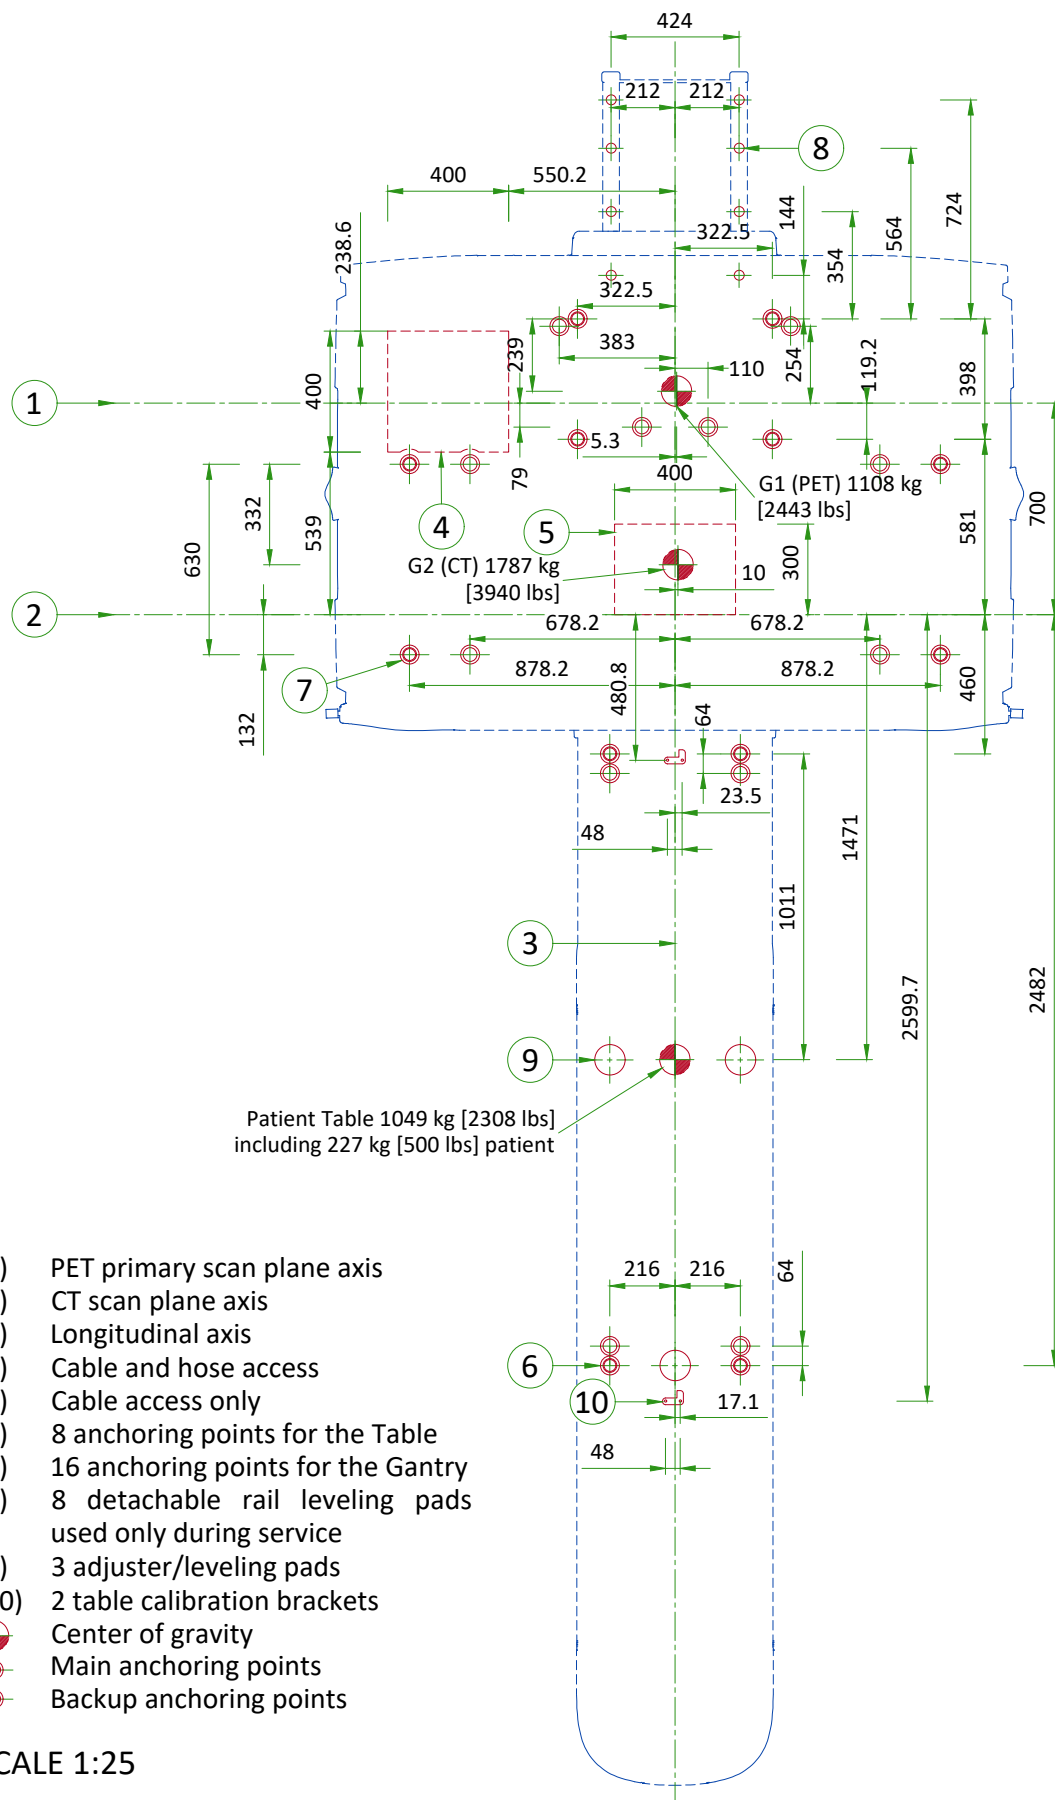 424
212 212
8
400 550.2
144
724
564
238.6
322.5
354
322.5
239
383
254
119.2
398
110
400
1
5.3
79
400
G1 (PET) 1108 kg
[2443 lbs]
4
5
332
539
581
700
630
G2 (CT) 1787 kg
[3940 lbs]
10
300
2
678.2 678.2
878.2 878.2
7
480.8
460
132
64
23.5
48
1471
1011
3
2599.7
2482
9
Patient Table 1049 kg [2308 lbs]
including 227 kg [500 lbs] patient
216 216
64
6
10
17.1
48
) PET primary scan plane axis
) CT scan plane axis
) Longitudinal axis
) Cable and hose access
) Cable access only
) 8 anchoring points for the Table
) 16 anchoring points for the Gantry
) 8 detachable rail leveling pads
used only during service
) 3 adjuster/leveling pads
0) 2 table calibration brackets
Center of gravity
Main anchoring points
Backup anchoring points
CALE 1:25